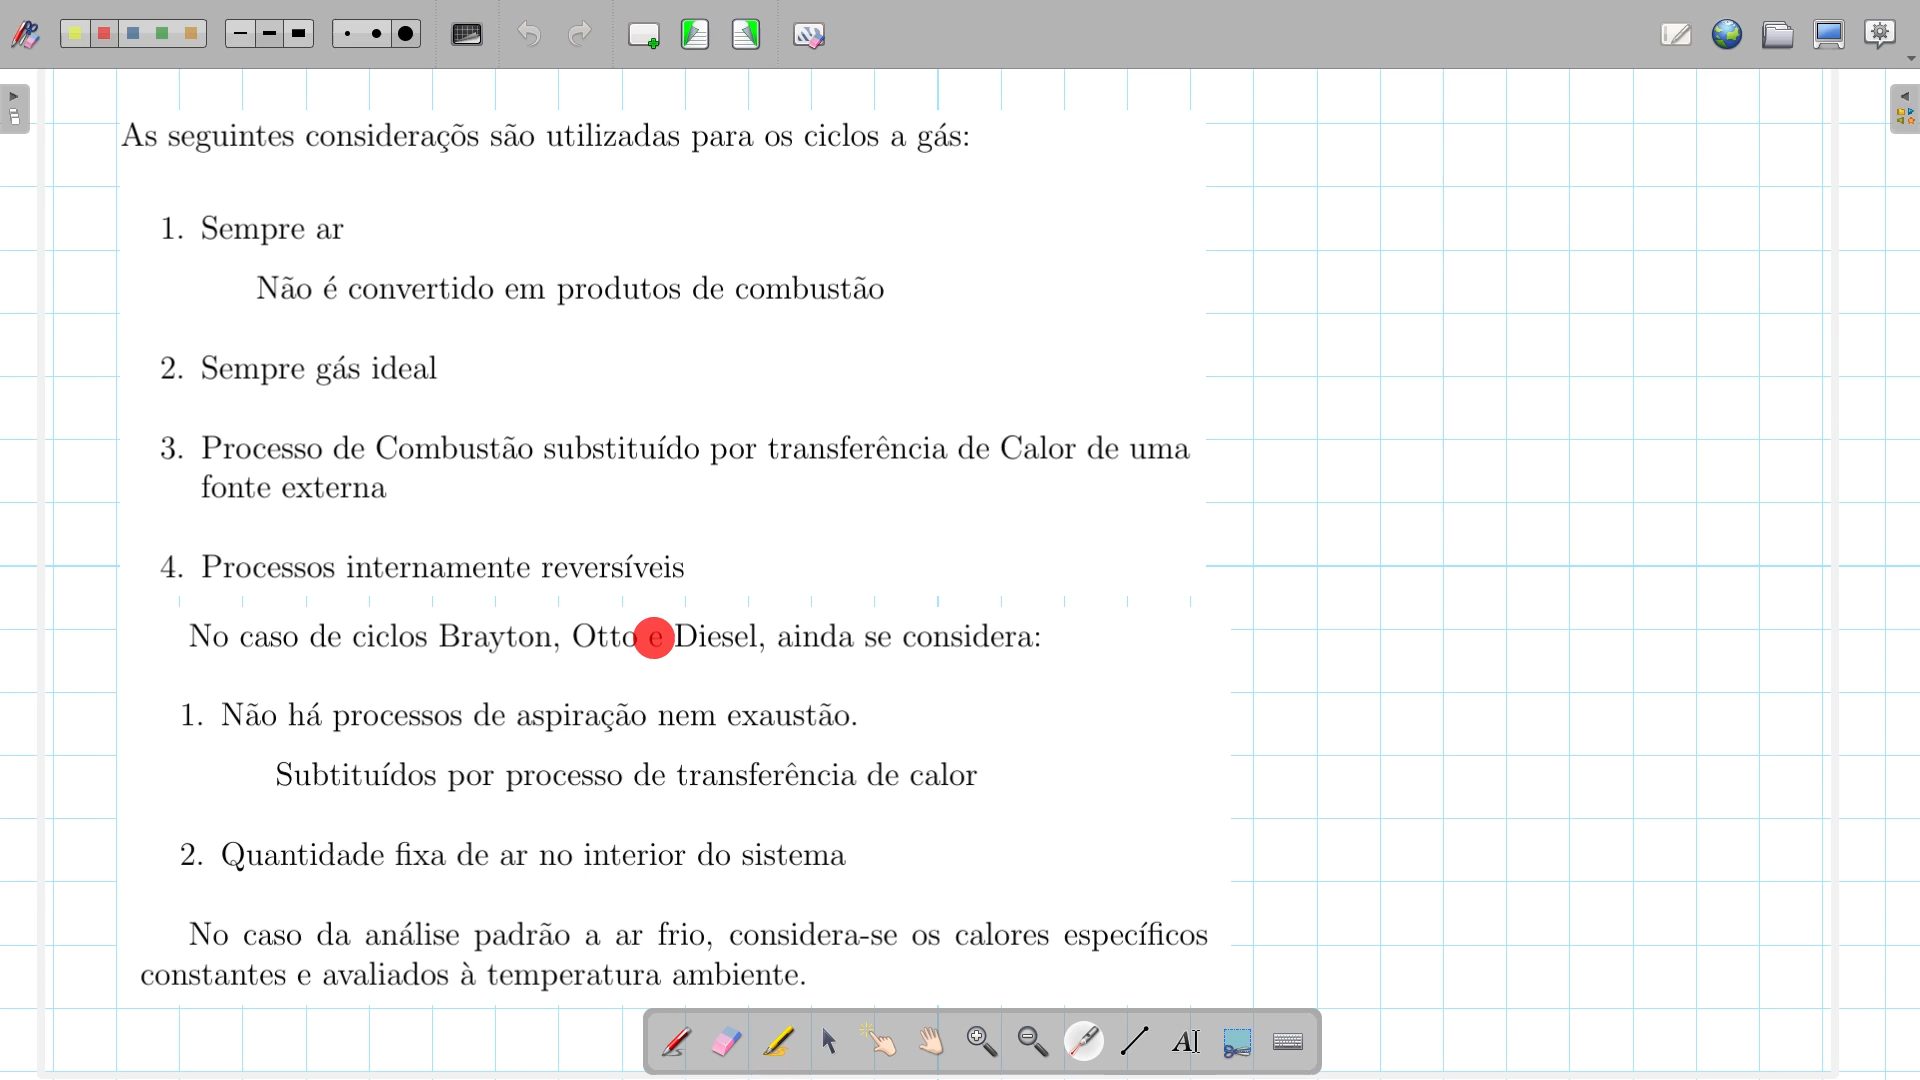 As seguintes consideraçõs são utilizadas para os ciclos a gás:
1. Sempre ar
Não é convertido em produtos de combustão
2. Sempre gás ideal
3. Processo de Combustão substituído por transferência de Calor de uma
fonte externa
4. Processos internamente reversíveis
No caso de ciclos Brayton, Otto e Diesel, ainda se considera:
1. Não há processos de aspiração nem exaustão.
Subtituídos por processo de transferência de calor
2. Quantidade fixa de ar no interior do sistema
No caso da análise padrão a ar frio, considera-se os calores específicos
constantes e avaliados à temperatura ambiente.